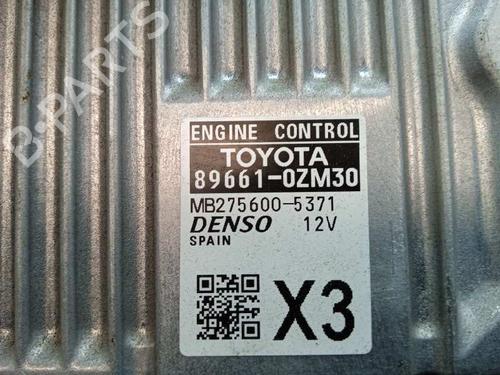 B-PARTS
ENGINE CONTROL
TOYOTA
89661-0ZM30
MB275600-5371
DENSO 12V
SPAIN
X3